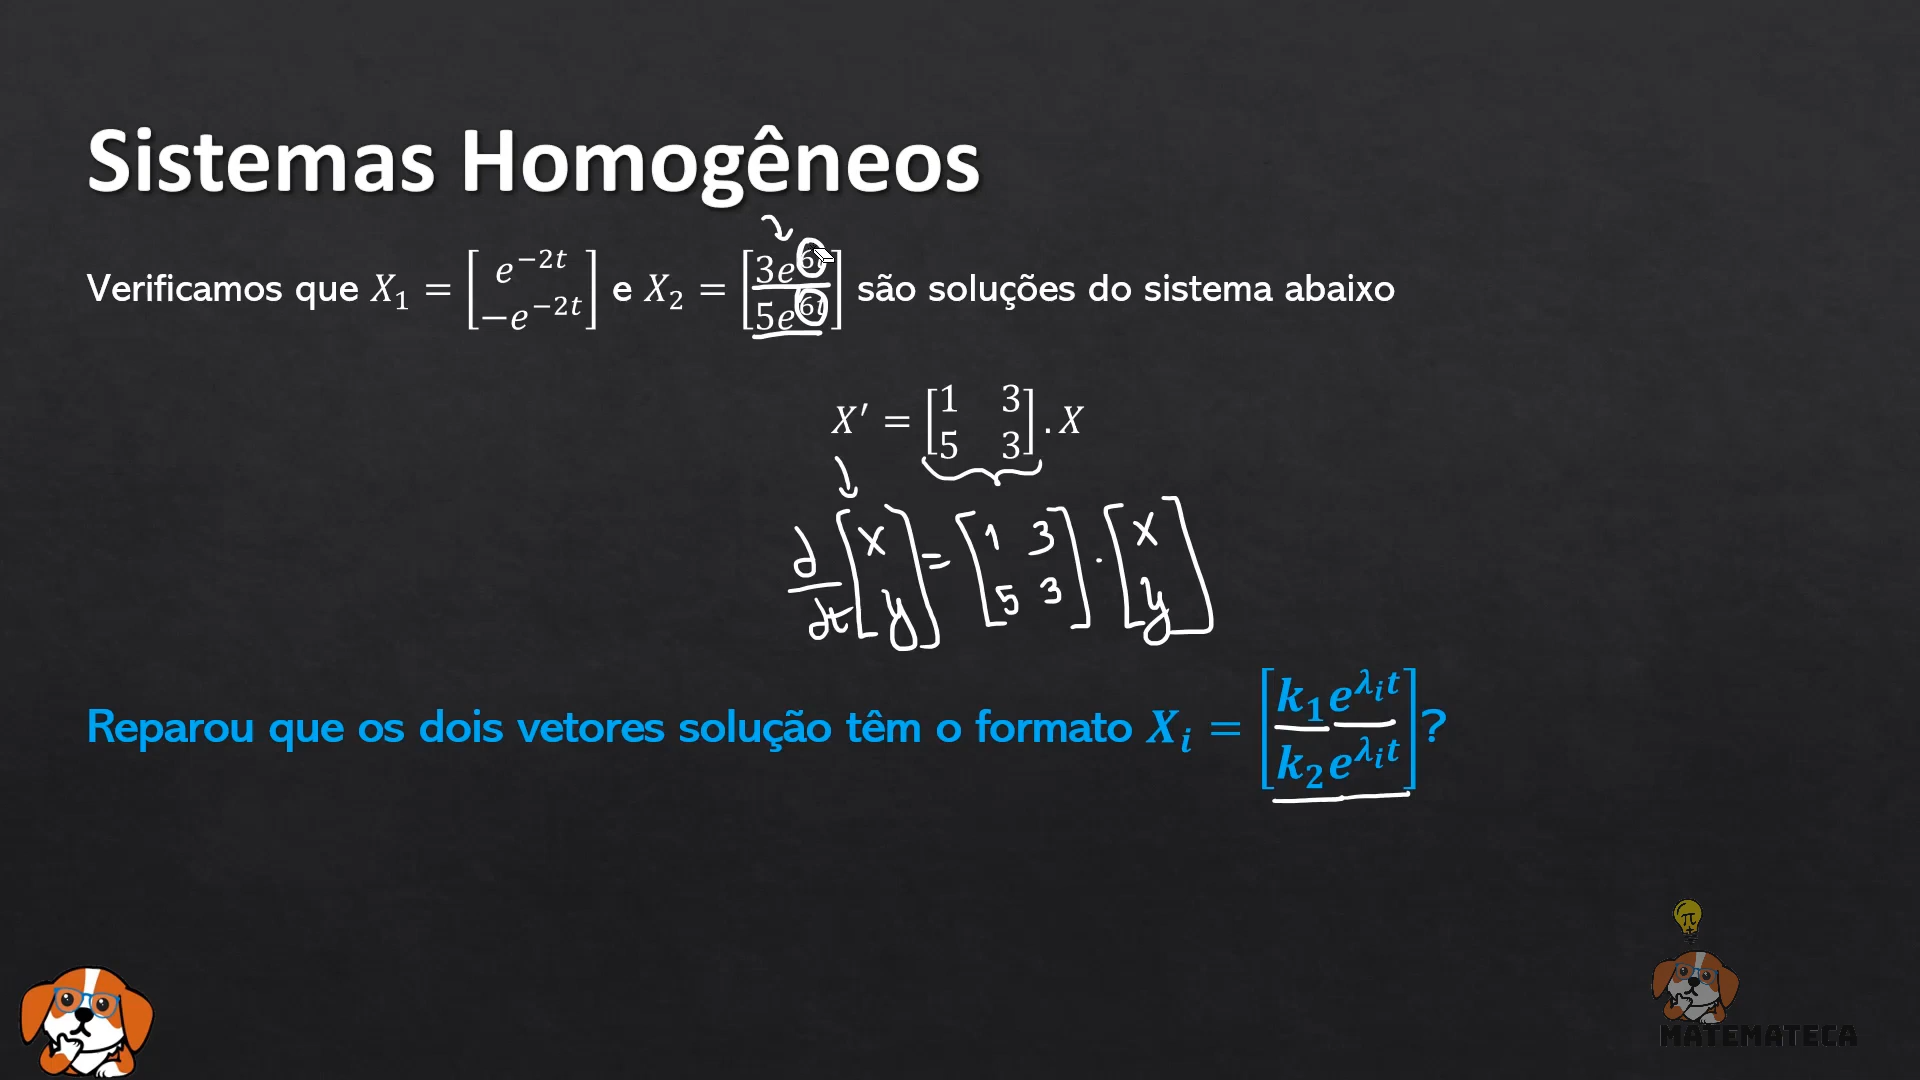 Sistemas Homogêneos
Verificamos que X₁ = [e^{-2t}; -e^{-2t}] e X₂ = [3e^{6t}; 5e^{6t}] são soluções do sistema abaixo
X′ = [1 3; 5 3] . X
d/dt [x; y] = [1 3; 5 3] · [x; y]
Reparou que os dois vetores solução têm o formato Xᵢ = [k₁e^{λᵢt}; k₂e^{λᵢt}]?
π
MATEMATECA